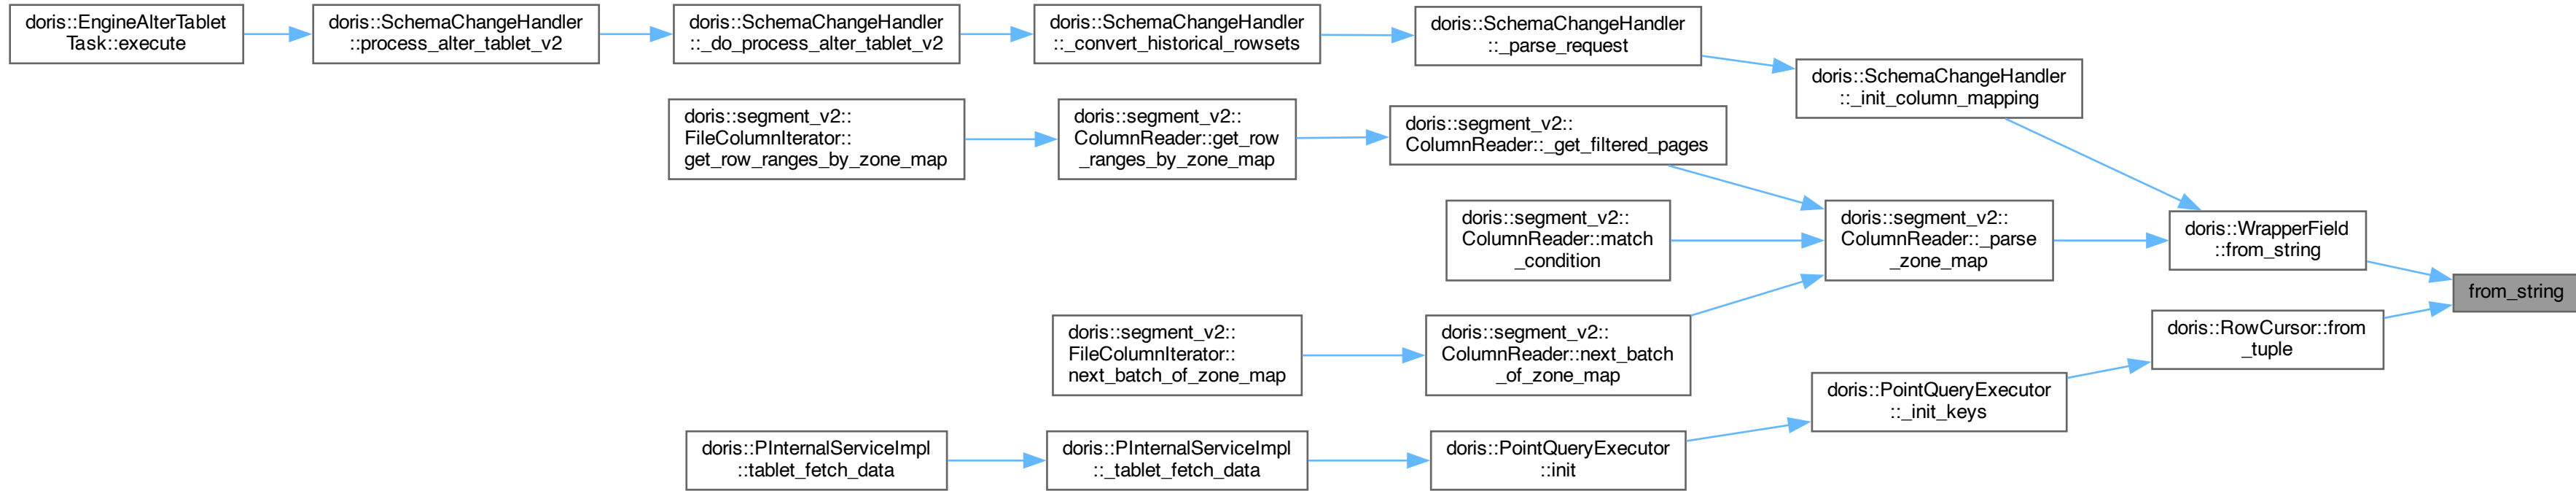 doris::EngineAlterTablet
Task::execute
doris::SchemaChangeHandler
::process_alter_tablet_v2
doris::SchemaChangeHandler
::_do_process_alter_tablet_v2
doris::SchemaChangeHandler
::_convert_historical_rowsets
doris::SchemaChangeHandler
::_parse_request
doris::SchemaChangeHandler
::_init_column_mapping
doris::segment_v2::
FileColumnIterator::
get_row_ranges_by_zone_map
doris::segment_v2::
ColumnReader::get_row
_ranges_by_zone_map
doris::segment_v2::
ColumnReader::_get_filtered_pages
doris::segment_v2::
ColumnReader::match
_condition
doris::segment_v2::
ColumnReader::_parse
_zone_map
doris::WrapperField
::from_string
from_string
doris::segment_v2::
FileColumnIterator::
next_batch_of_zone_map
doris::segment_v2::
ColumnReader::next_batch
_of_zone_map
doris::RowCursor::from
_tuple
doris::PointQueryExecutor
::_init_keys
doris::PInternalServiceImpl
::tablet_fetch_data
doris::PInternalServiceImpl
::_tablet_fetch_data
doris::PointQueryExecutor
::init